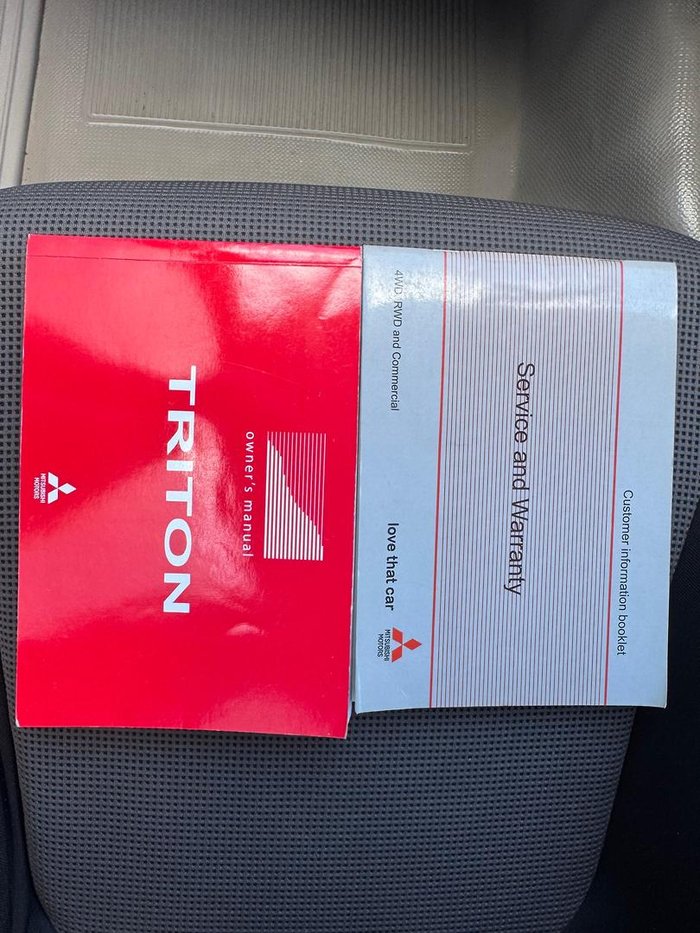 Customer information booklet
Service and Warranty
4WD, RWD and Commercial
love that car
MITSUBISHI
MOTORS
owner's manual
TRITON
MITSUBISHI
MOTORS